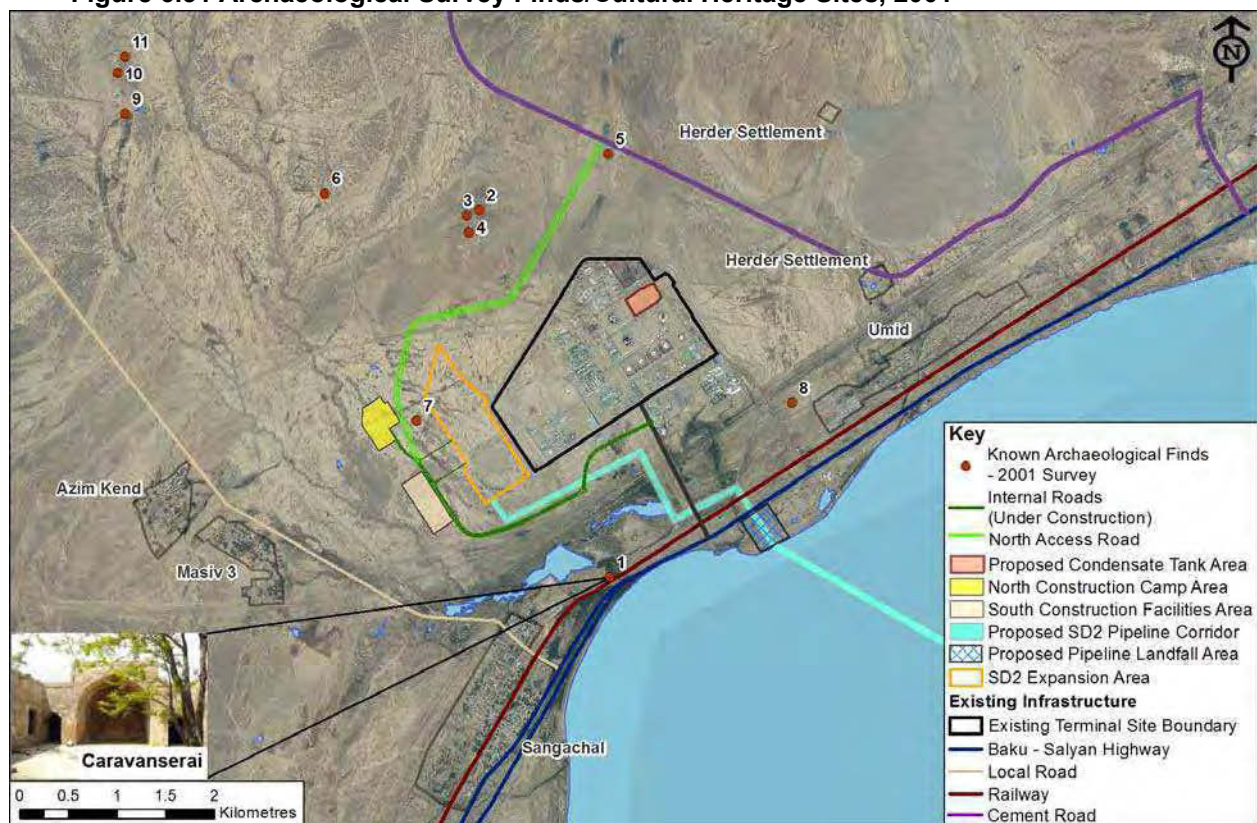 Figure 6.31 Archaeological Survey Finds/Cultural Heritage Sites, 2001
N
11
10
9
5
Herder Settlement
6
3 2
4
Herder Settlement
Umid
7
8
Azim Kend
Masiv 3
1
Sangachal
Caravanserai
0 0.5 1 1.5 2
Kilometres
Key
Known Archaeological Finds
- 2001 Survey
Internal Roads
(Under Construction)
North Access Road
Proposed Condensate Tank Area
North Construction Camp Area
South Construction Facilities Area
Proposed SD2 Pipeline Corridor
Proposed Pipeline Landfall Area
SD2 Expansion Area
Existing Infrastructure
Existing Terminal Site Boundary
Baku - Salyan Highway
Local Road
Railway
Cement Road